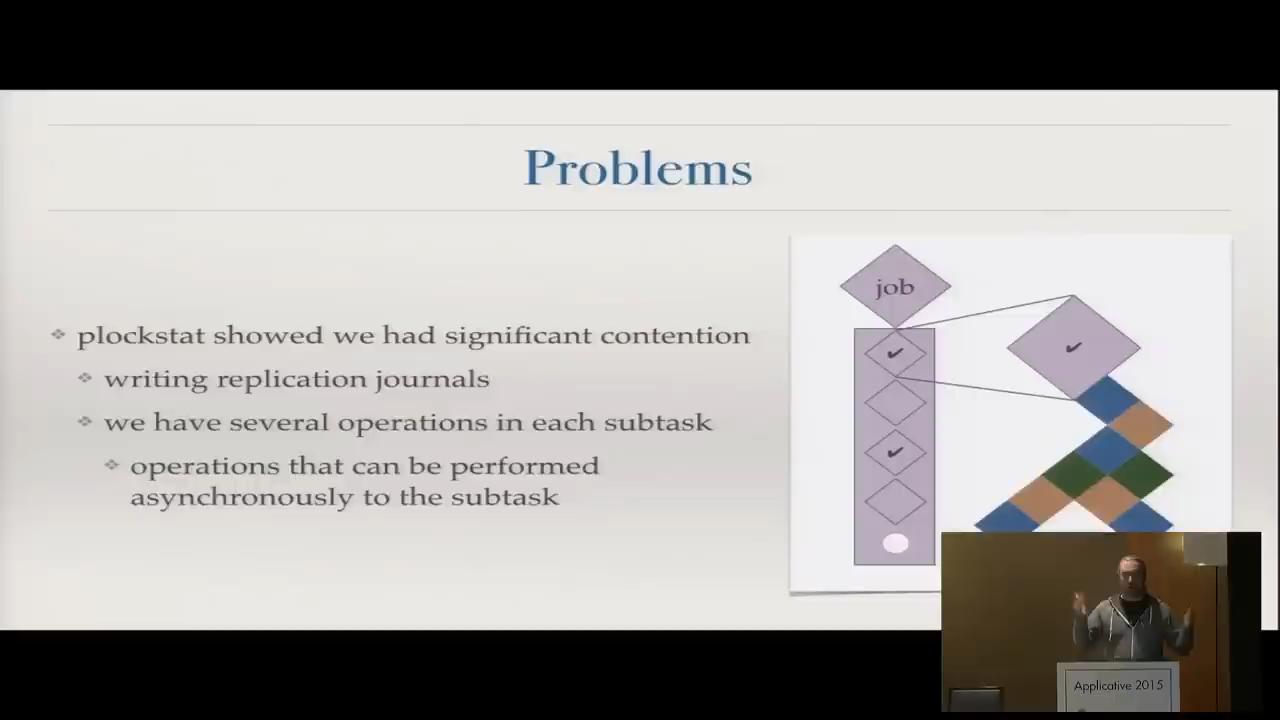 Problems
plockstat showed we had significant contention
writing replication journals
we have several operations in each subtask
operations that can be performed
asynchronously to the subtask
job
Applicative 2015